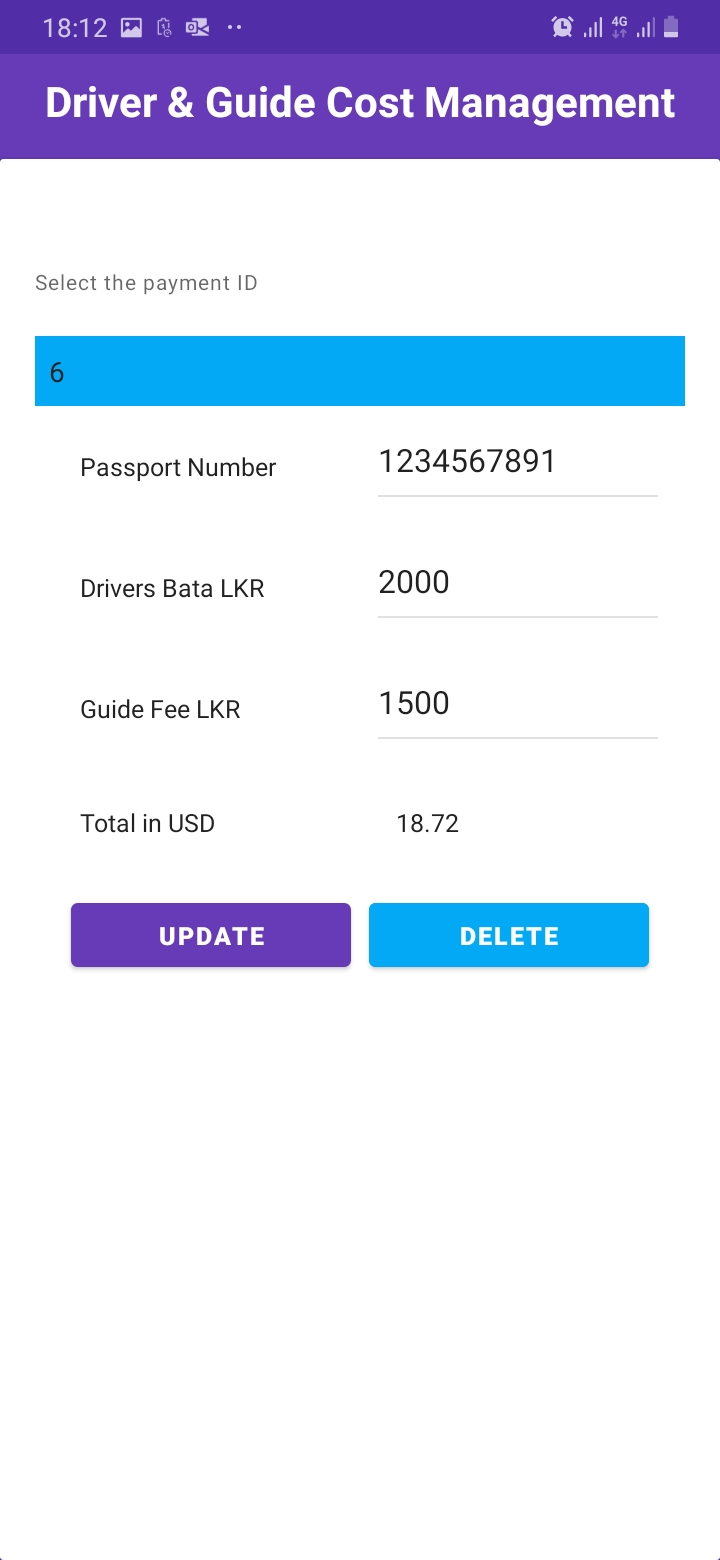 18:12
4G
Driver & Guide Cost Management
Select the payment ID
6
Passport Number 1234567891
Drivers Bata LKR 2000
Guide Fee LKR 1500
Total in USD 18.72
UPDATE DELETE